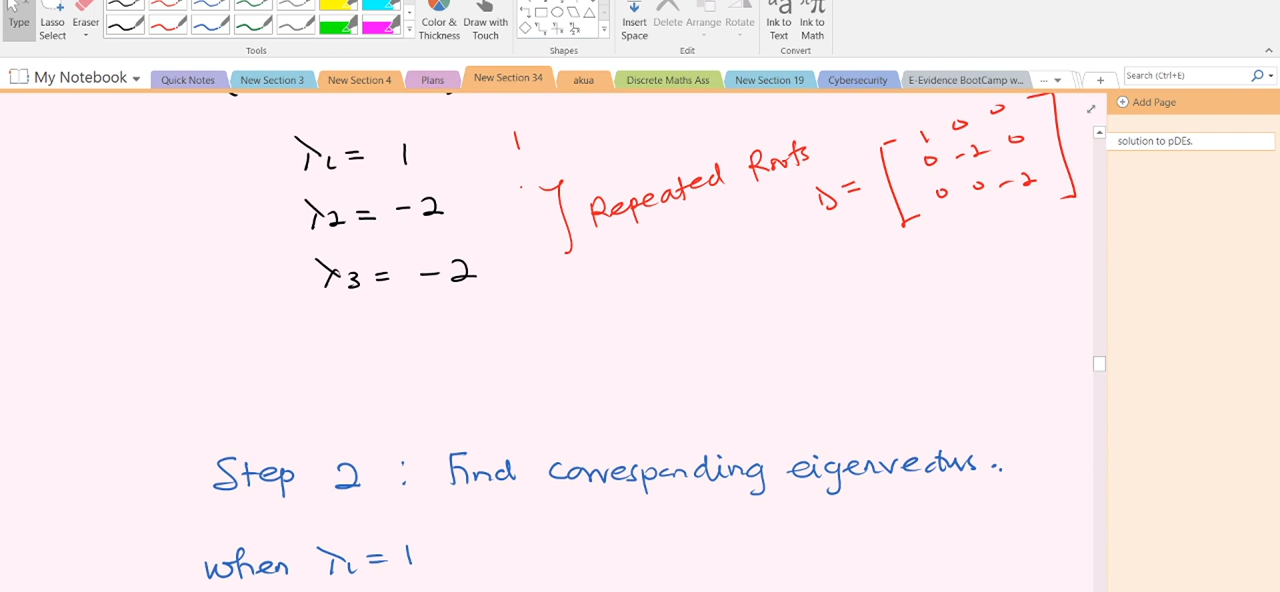 Type
Lasso
Select
Eraser
Color &
Thickness
Draw with
Touch
Insert
Space
Delete
Arrange
Rotate
Ink to
Text
Ink to
Math
Tools
Shapes
Edit
Convert
My Notebook
Quick Notes
New Section 3
New Section 4
Plans
New Section 34
akua
Discrete Maths Ass
New Section 19
Cybersecurity
E-Evidence BootCamp w...
...
+
Search (Ctrl+E)
Add Page
solution to pDEs.
λ1 = 1
λ2 = -2
λ3 = -2
1
} Repeated Roots
D = [
1 0 0
0 -2 0
0 0 -2
]
Step 2 : Find corresponding eigenvectors..
when λ1 = 1